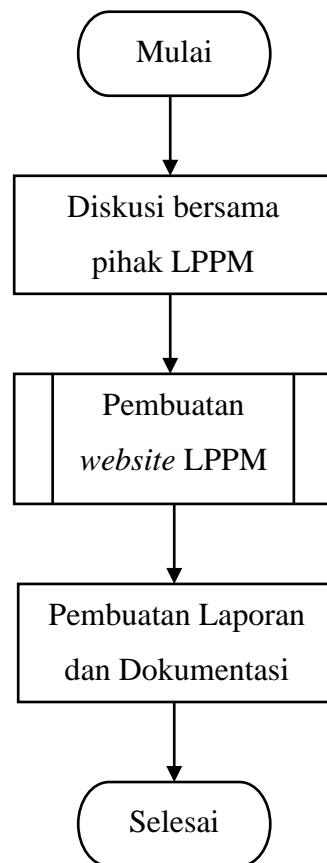 Mulai
Diskusi bersama
pihak LPPM
Pembuatan
website LPPM
Pembuatan Laporan
dan Dokumentasi
Selesai